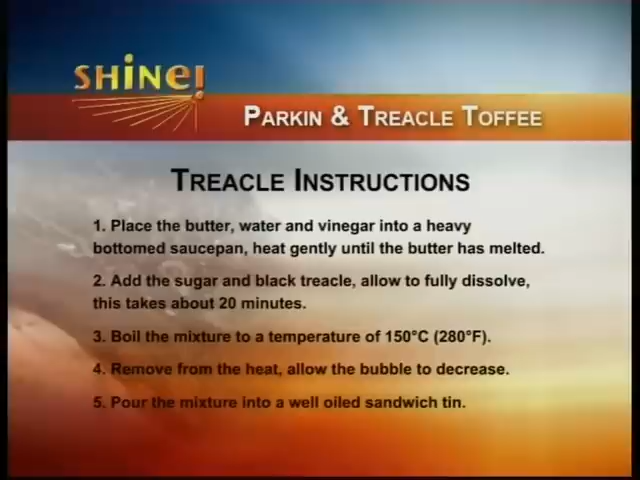 SHiNe!
PARKIN & TREACLE TOFFEE
TREACLE INSTRUCTIONS
1. Place the butter, water and vinegar into a heavy
bottomed saucepan, heat gently until the butter has melted.
2. Add the sugar and black treacle, allow to fully dissolve,
this takes about 20 minutes.
3. Boil the mixture to a temperature of 150°C (280°F).
4. Remove from the heat, allow the bubble to decrease.
5. Pour the mixture into a well oiled sandwich tin.